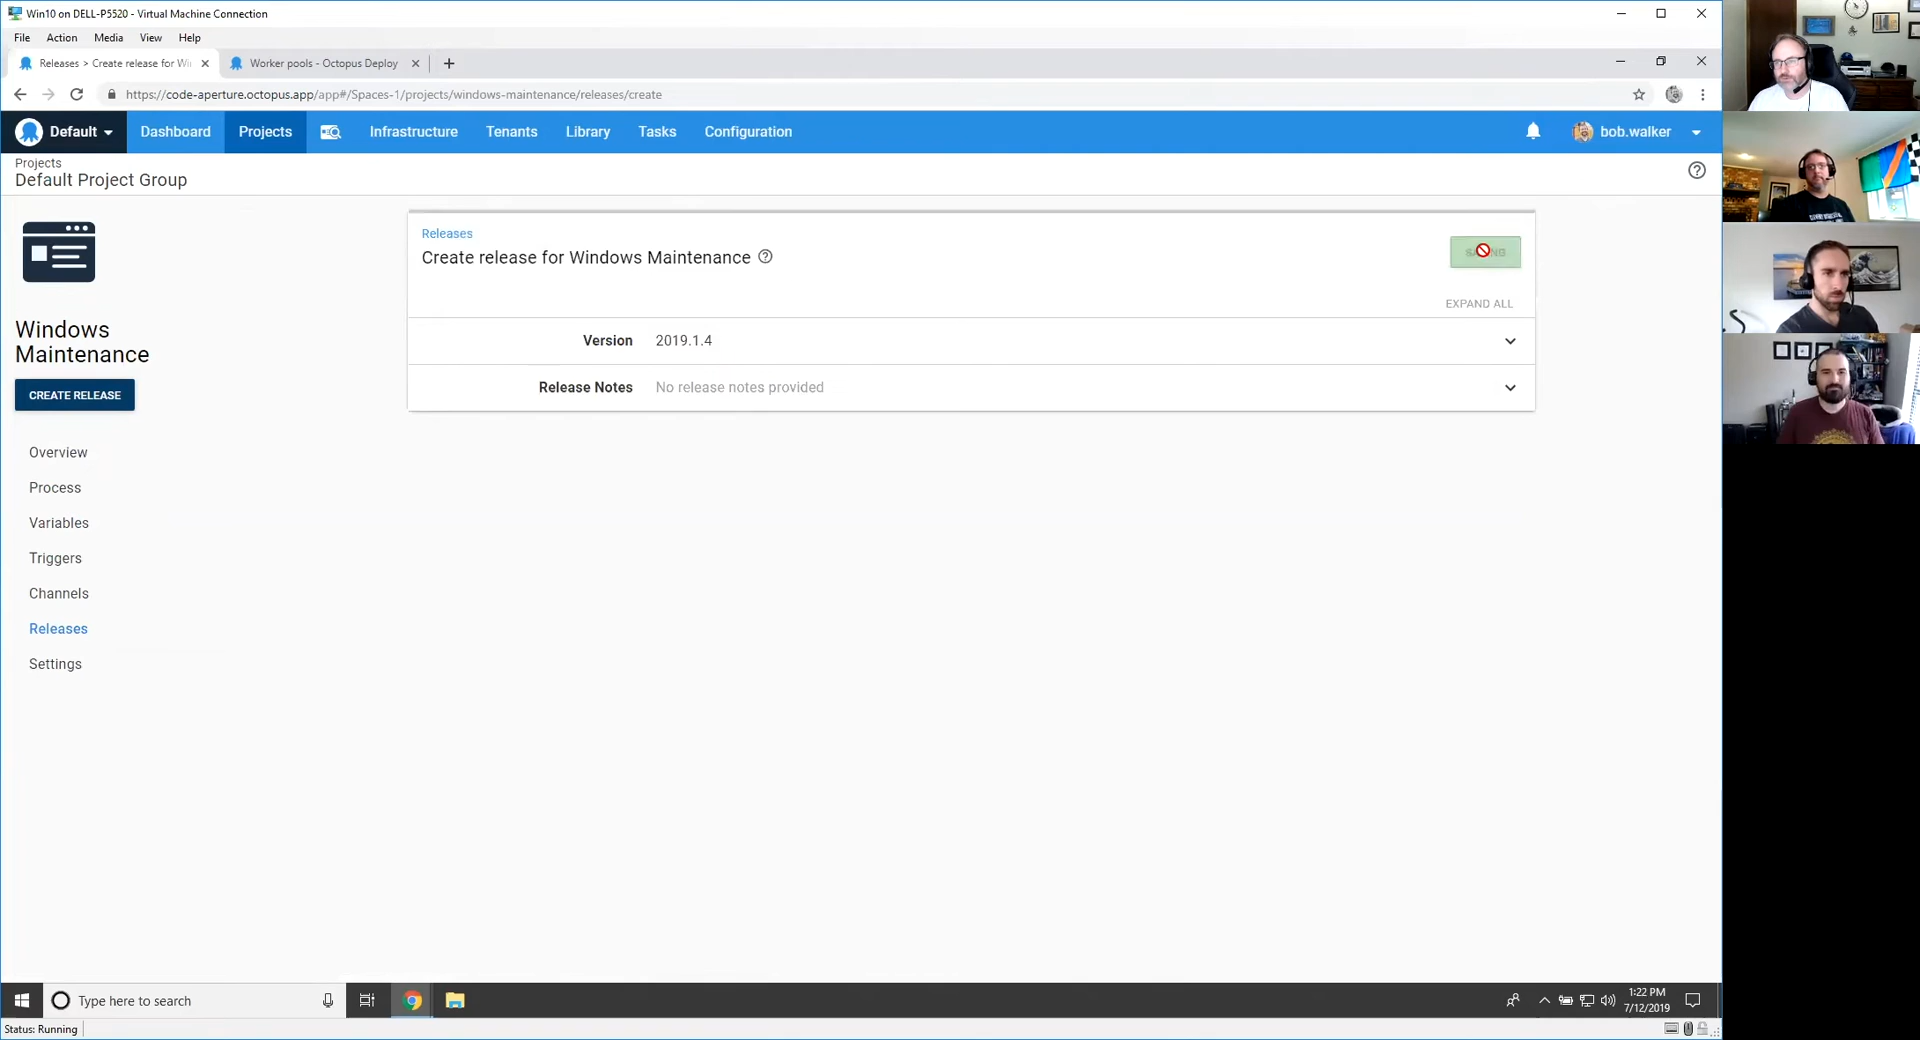 Win10 on DELL-P5520 - Virtual Machine Connection
File Action Media View Help
Releases > Create release for Wi
Worker pools - Octopus Deploy
https://code-aperture.octopus.app/app#/Spaces-1/projects/windows-maintenance/releases/create
Default Dashboard Projects Infrastructure Tenants Library Tasks Configuration bob.walker
Projects
Default Project Group
Releases
Create release for Windows Maintenance
EXPAND ALL
Version 2019.1.4
Release Notes No release notes provided
Windows
Maintenance
CREATE RELEASE
Overview
Process
Variables
Triggers
Channels
Releases
Settings
Type here to search
1:22 PM
7/12/2019
Status: Running